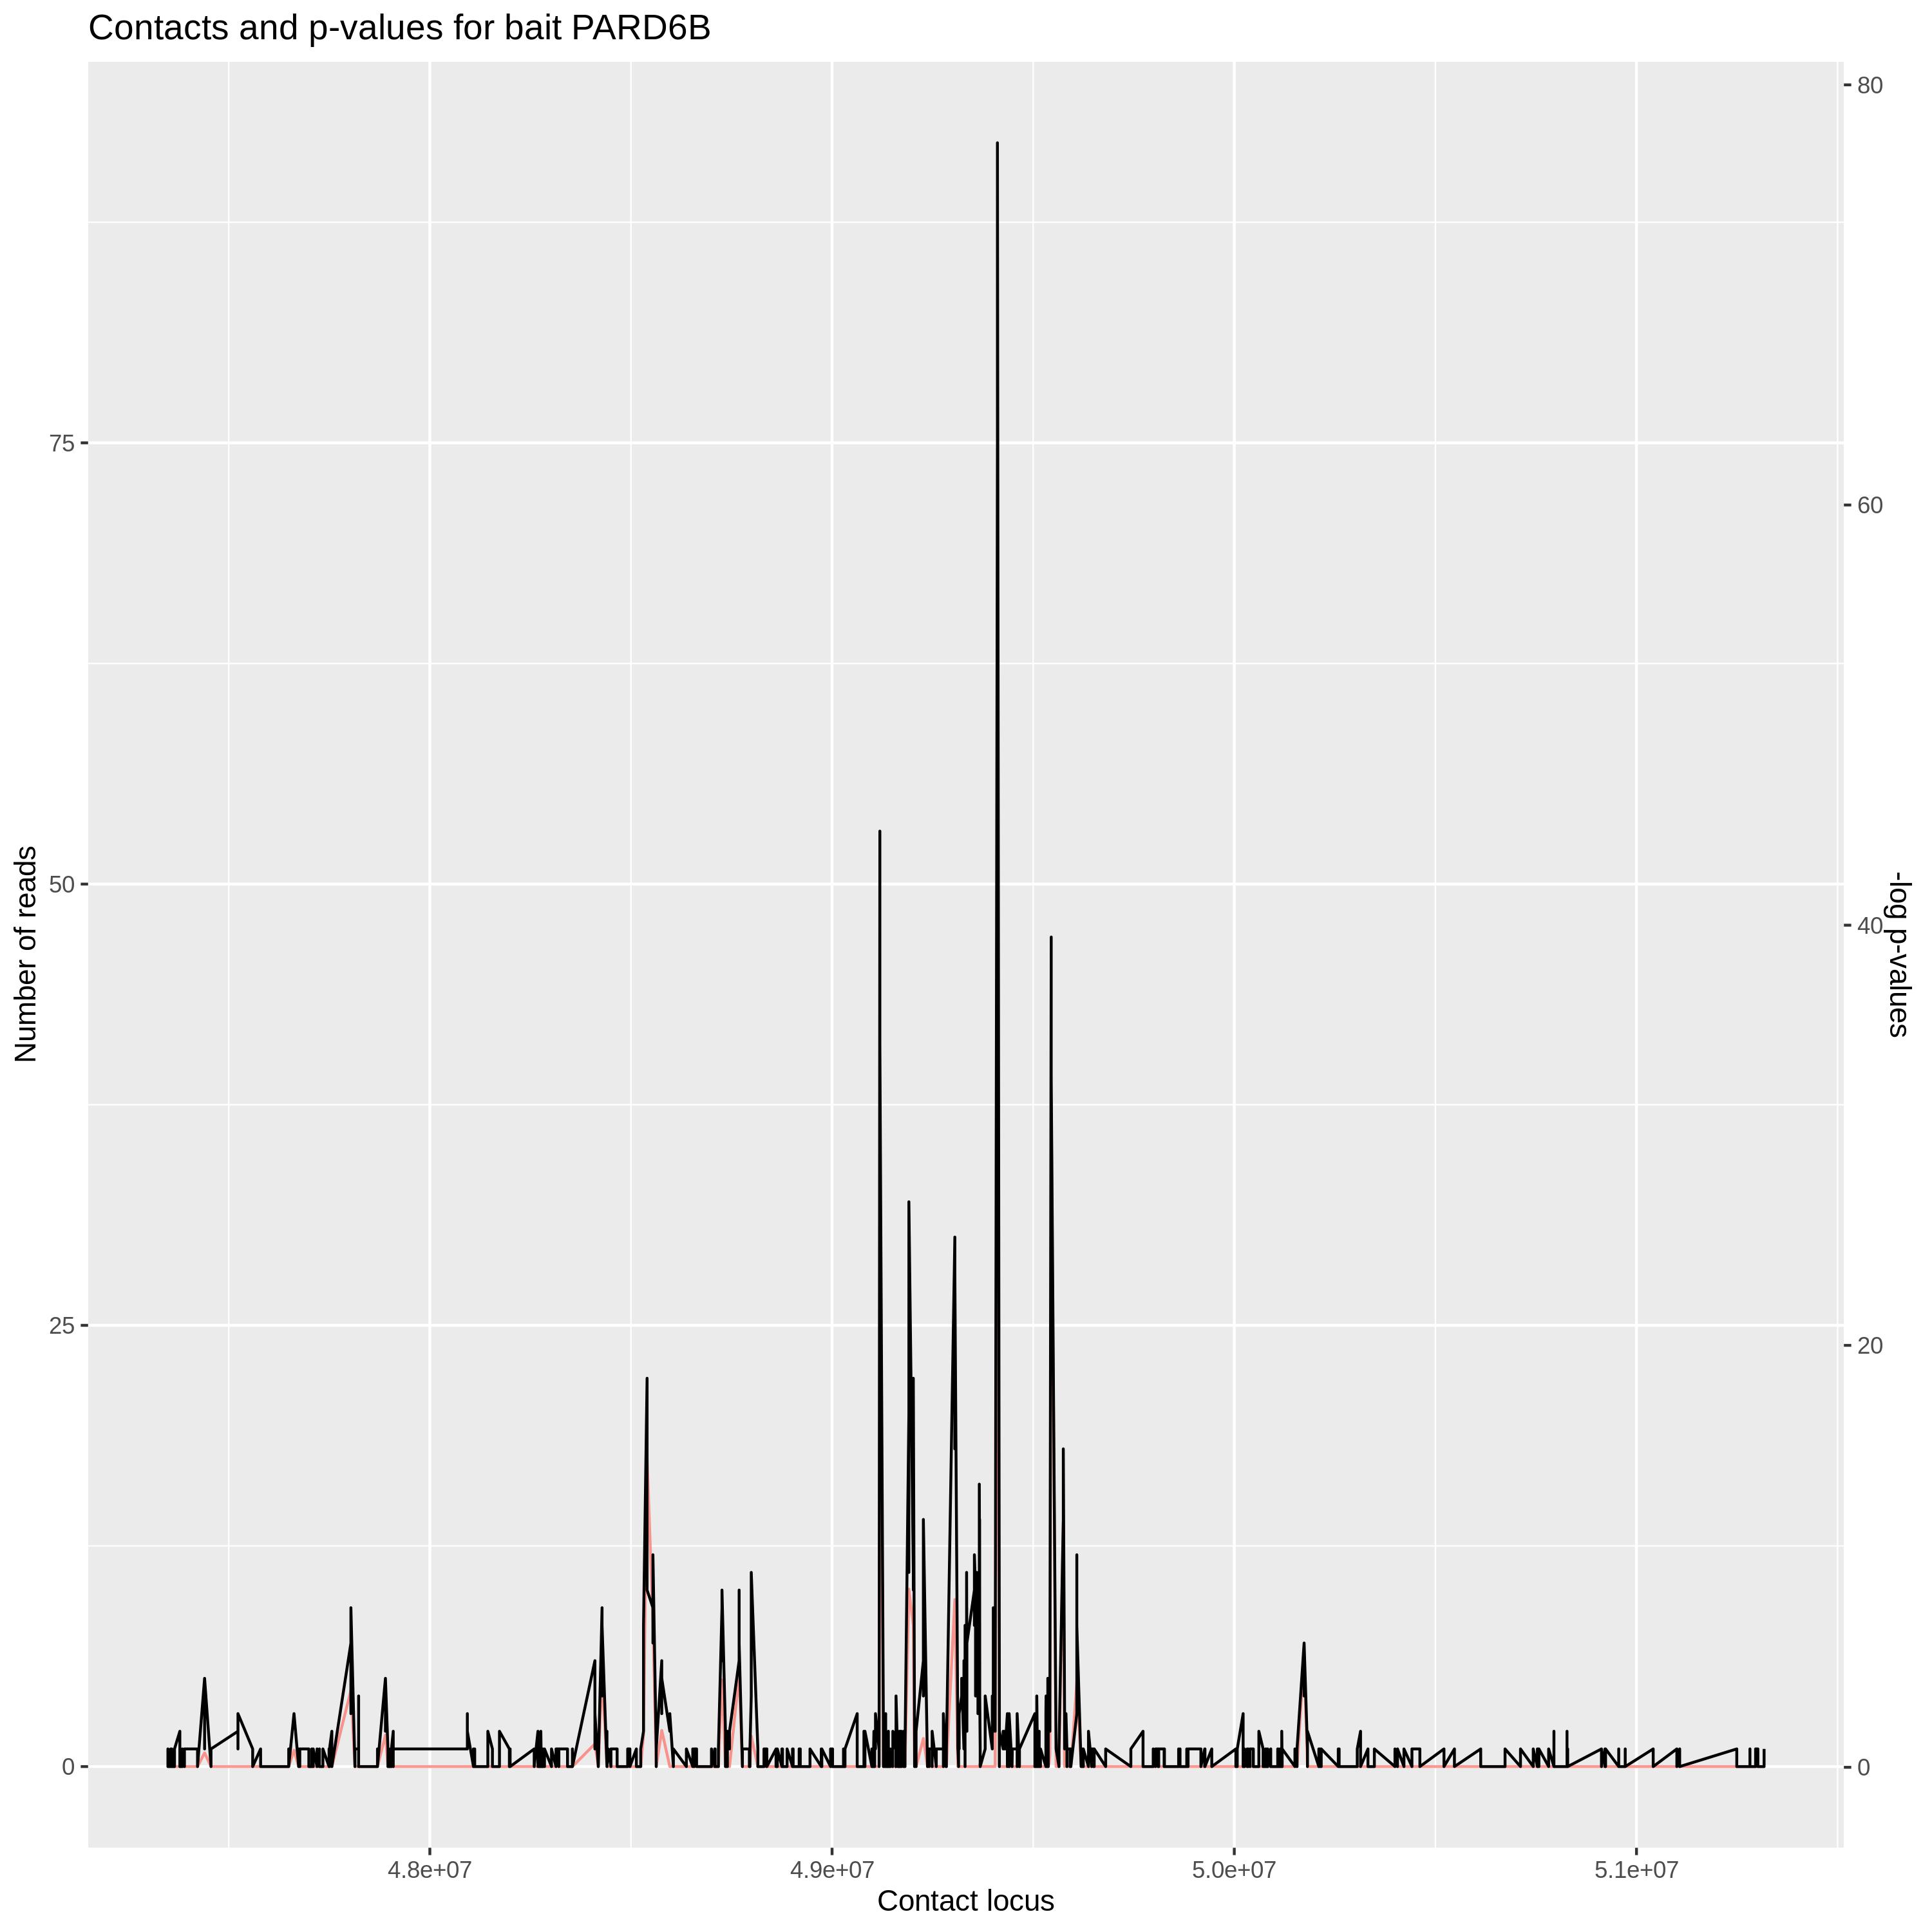 Contacts and p-values for bait PARD6B
80
75
60
50
40
25
20
0
0
Number of reads
-log p-values
4.8e+07
4.9e+07
5.0e+07
5.1e+07
Contact locus